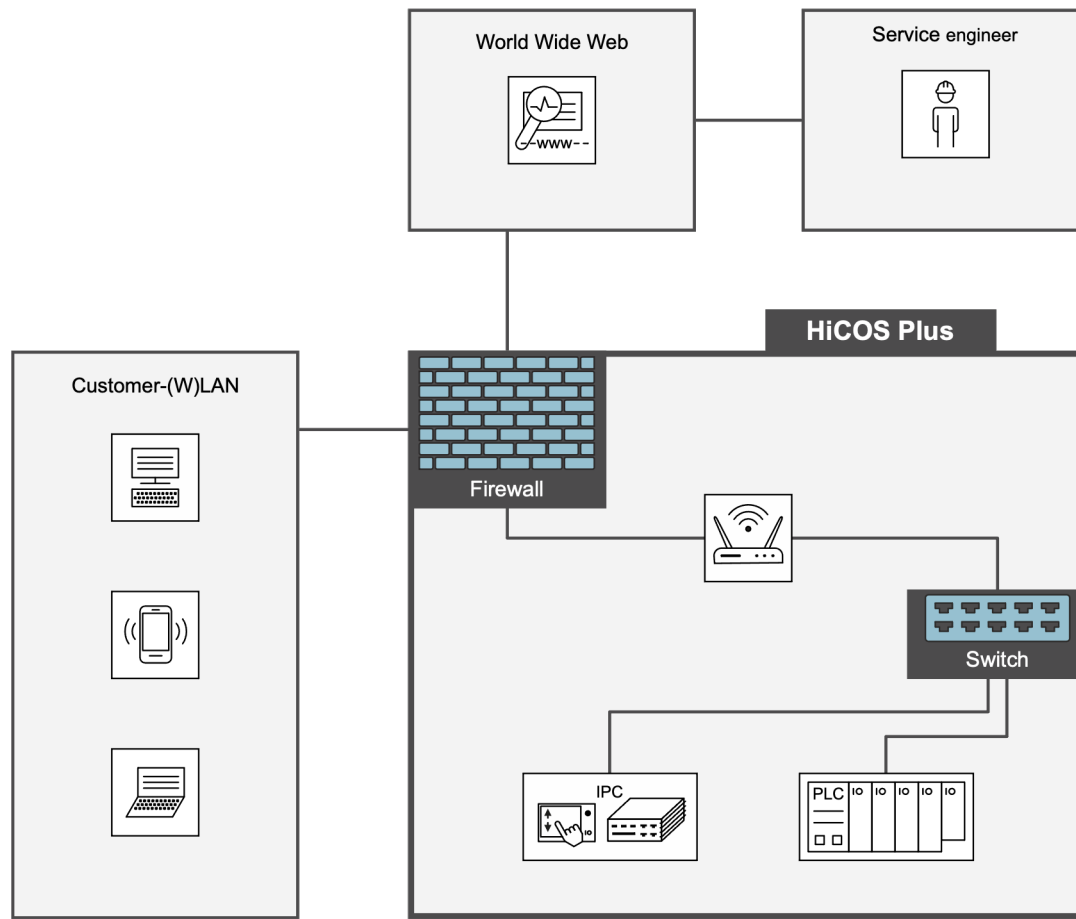 World Wide Web
Service engineer
--www--
HiCOS Plus
Customer-(W)LAN
Firewall
Switch
IPC
IO
PLC IO IO IO IO IO